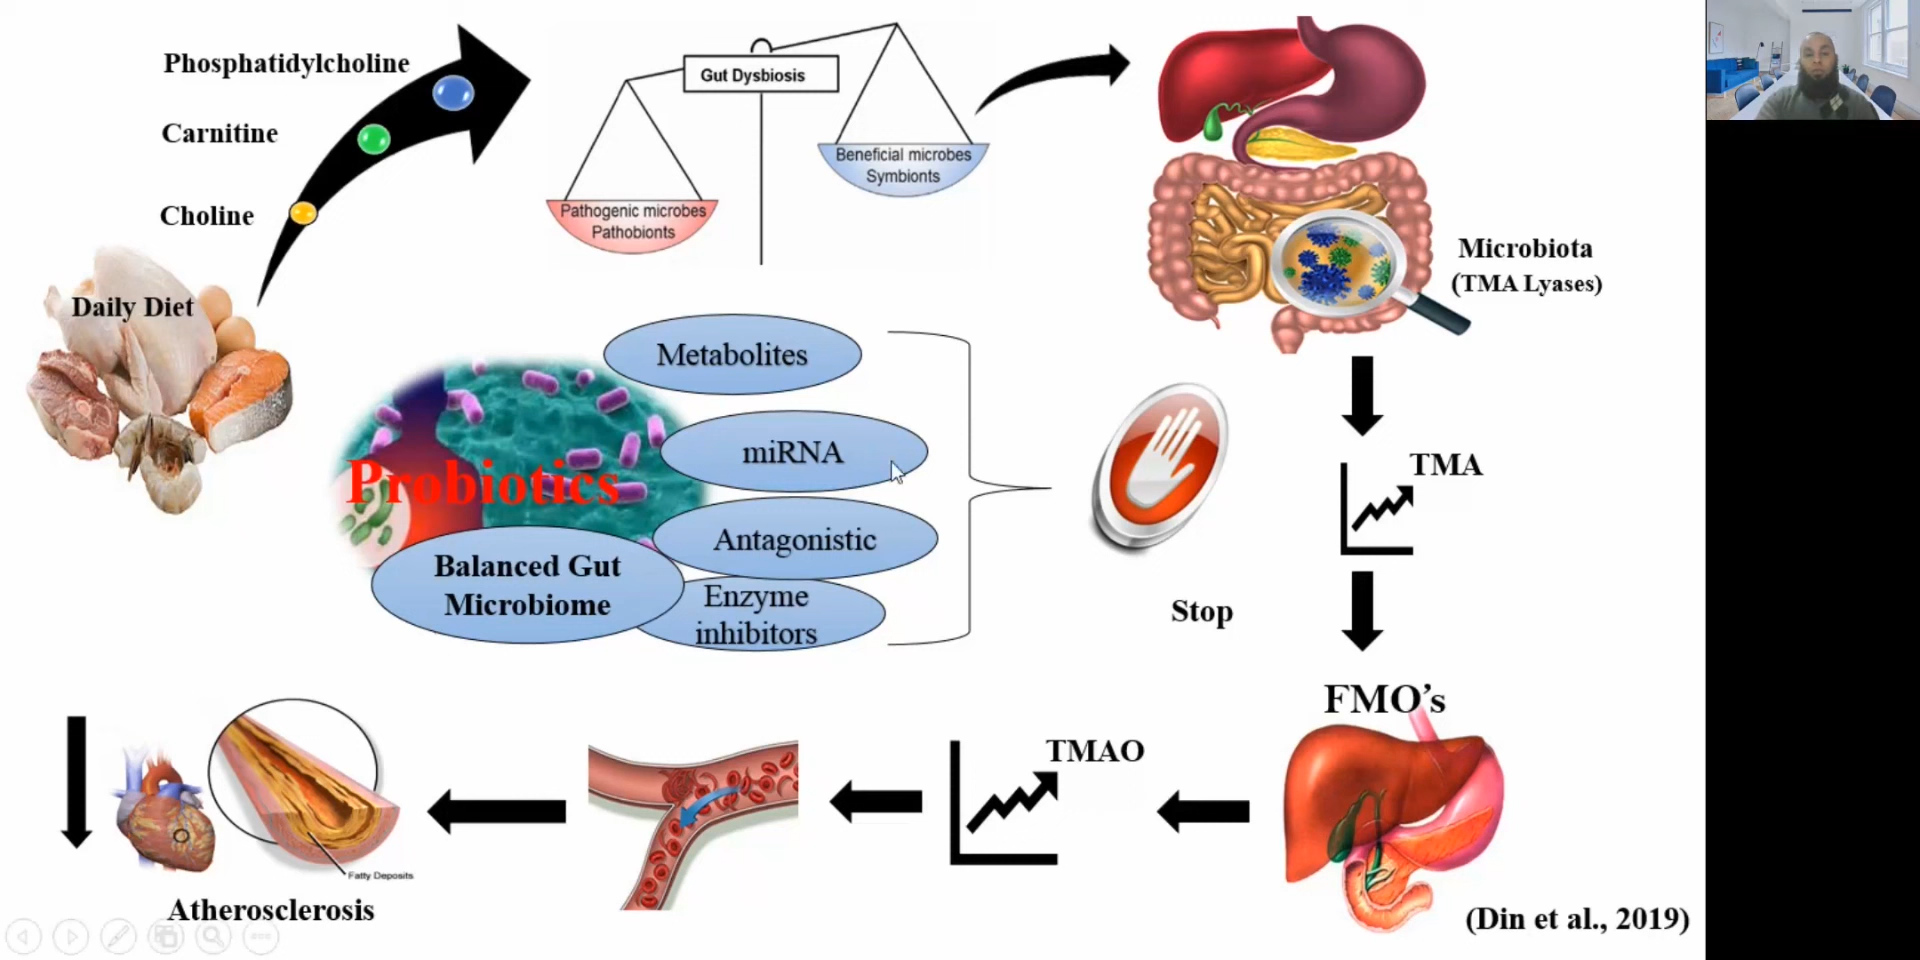 Phosphatidylcholine
Carnitine
Choline
Daily Diet
Gut Dysbiosis
Pathogenic microbes
Pathobionts
Beneficial microbes
Symbionts
Microbiota
(TMA Lyases)
Metabolites
miRNA
Probiotics
Antagonistic
Balanced Gut
Microbiome
Enzyme
inhibitors
Stop
TMA
FMO's
TMAO
Fatty Deposits
Atherosclerosis
(Din et al., 2019)